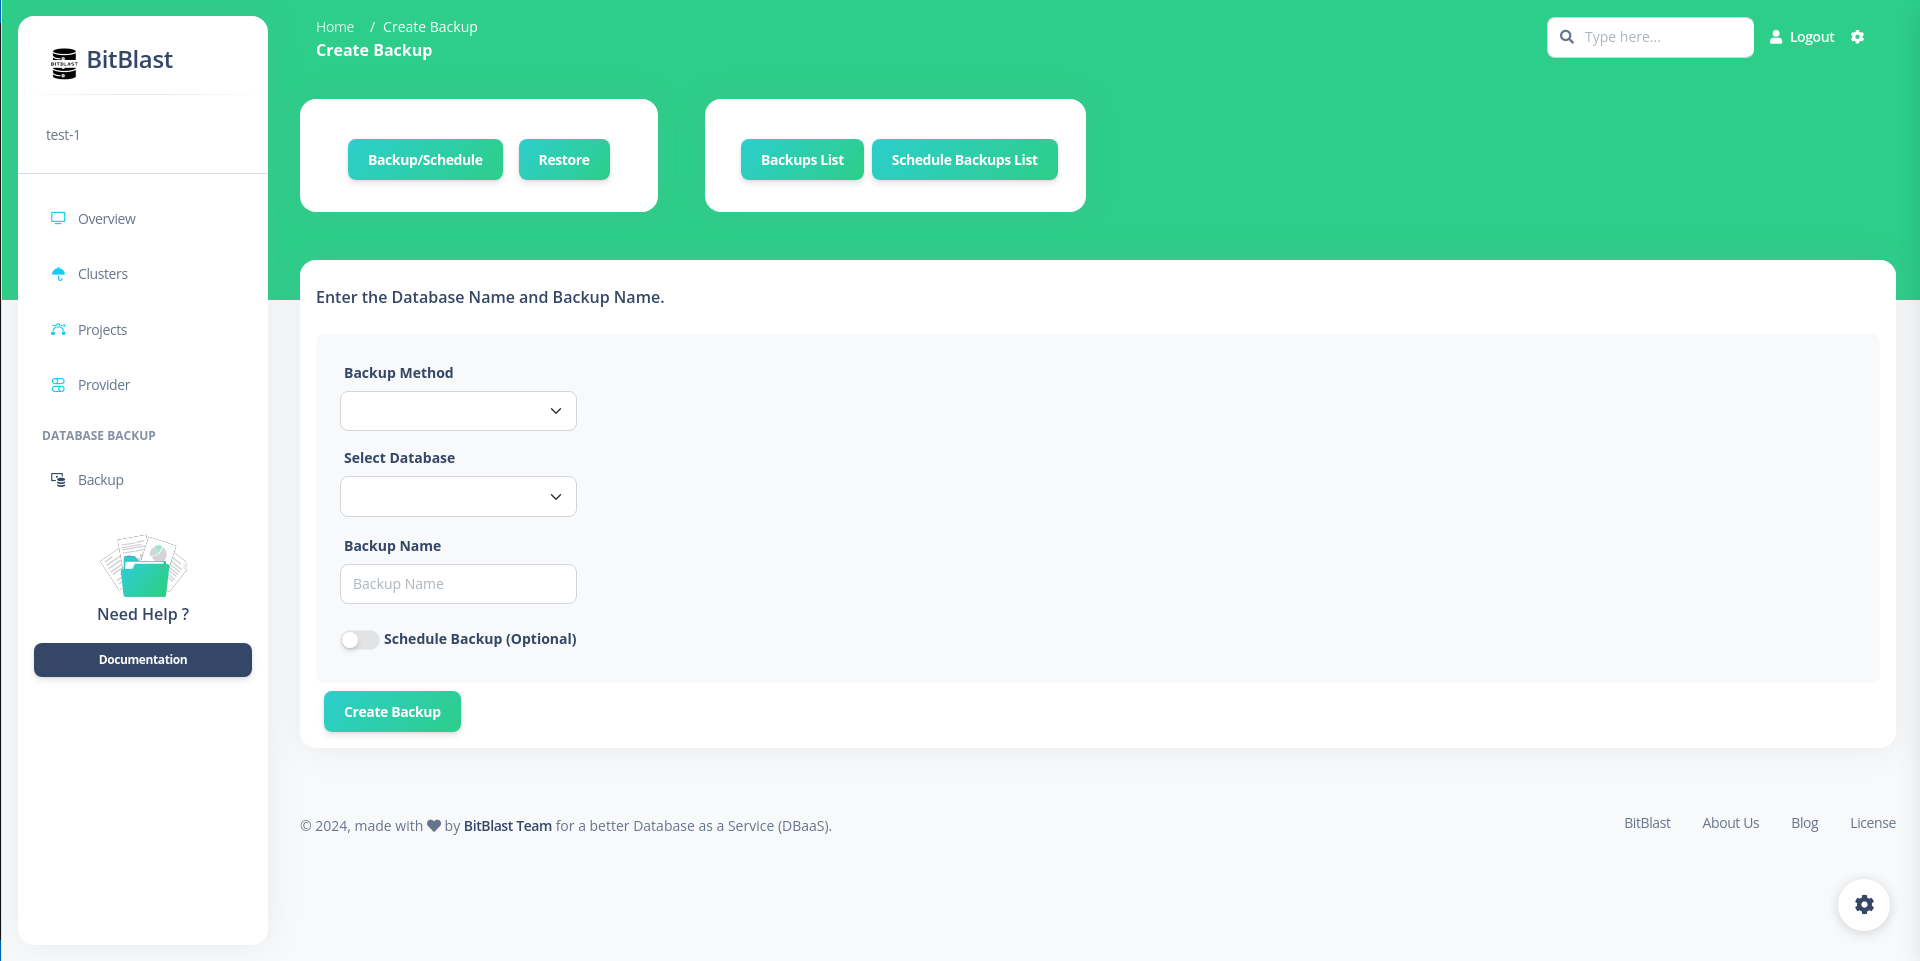 BitBlast
test-1
Overview
Clusters
Projects
Provider
DATABASE BACKUP
Backup
Need Help ?
Documentation
Home / Create Backup
Create Backup
Type here...
Logout
Backup/Schedule
Restore
Backups List
Schedule Backups List
Enter the Database Name and Backup Name.
Backup Method
Select Database
Backup Name
Backup Name
Schedule Backup (Optional)
Create Backup
© 2024, made with by BitBlast Team for a better Database as a Service (DBaaS).
BitBlast About Us Blog License